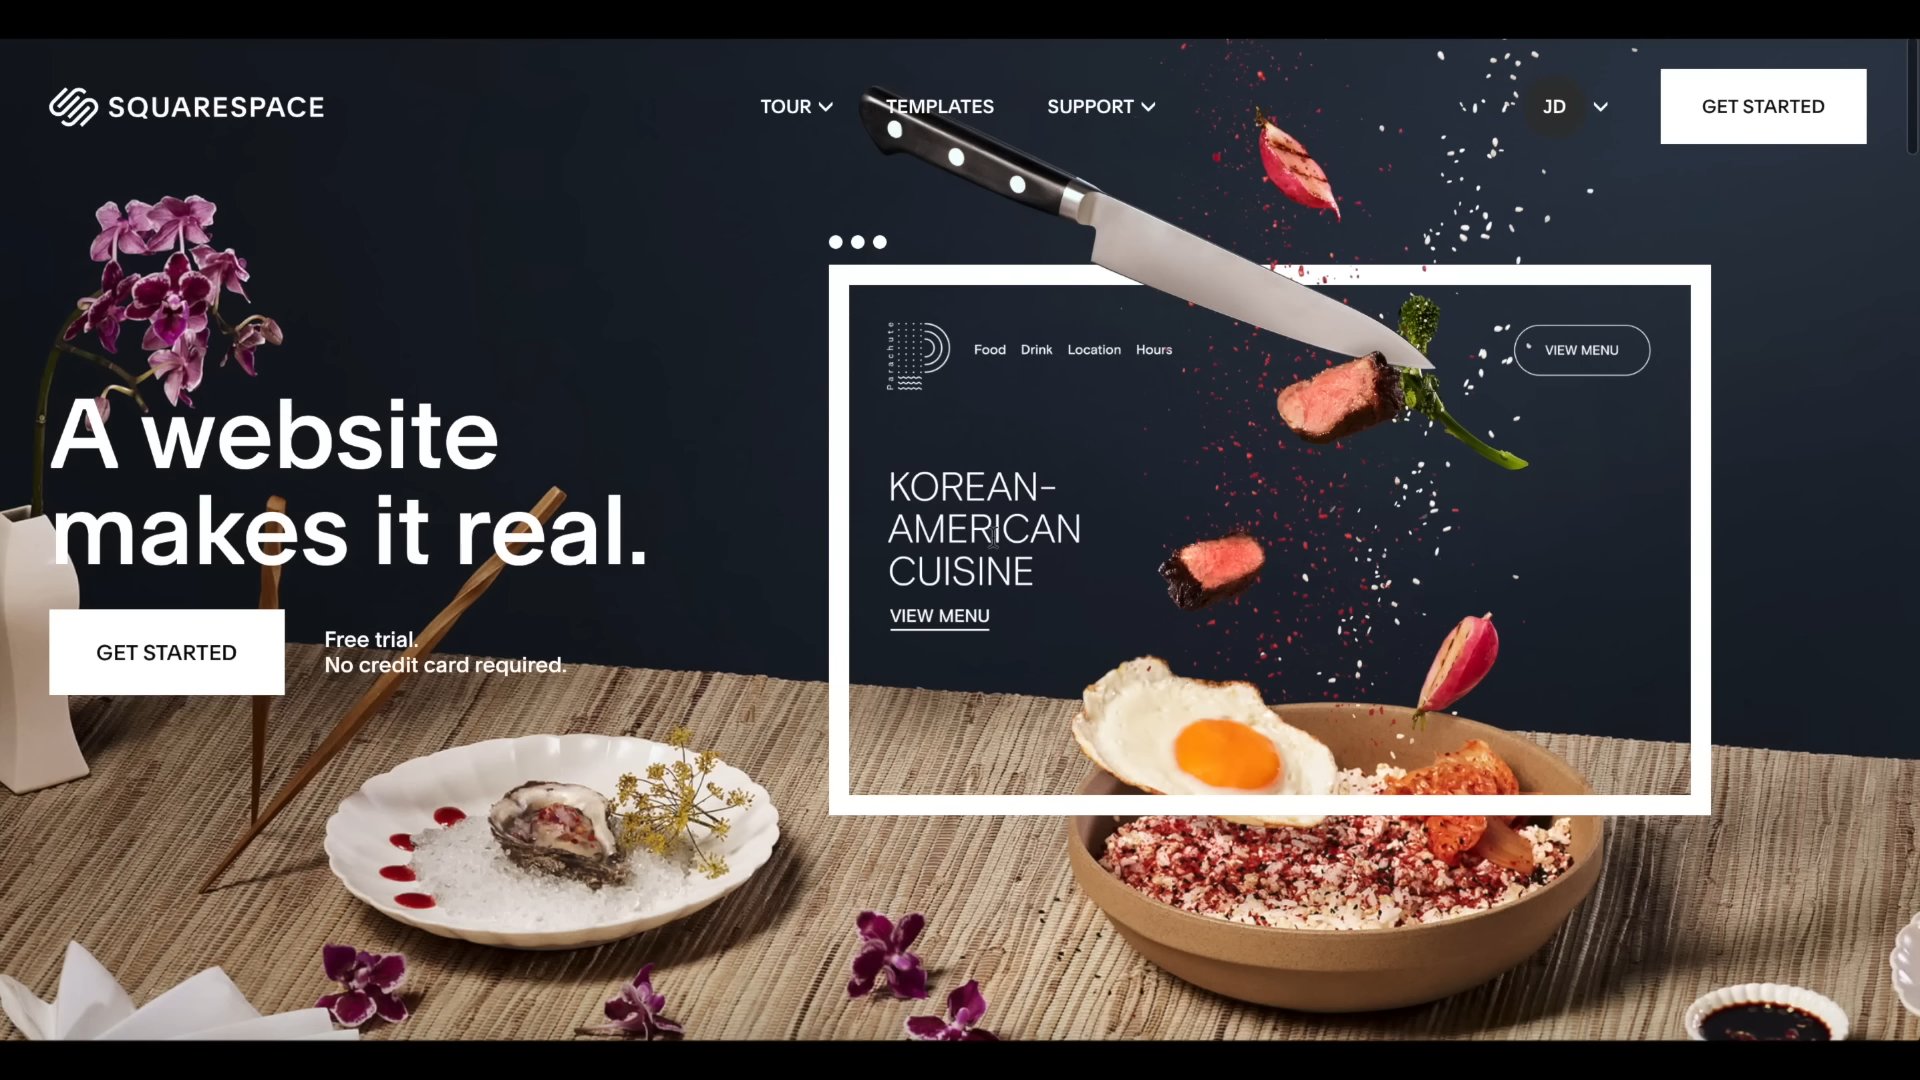 SQUARESPACE
TOUR
TEMPLATES
SUPPORT
JD
GET STARTED
A website
makes it real.
GET STARTED
Free trial.
No credit card required.
Parachute
Food
Drink
Location
Hours
VIEW MENU
KOREAN-
AMERICAN
CUISINE
VIEW MENU